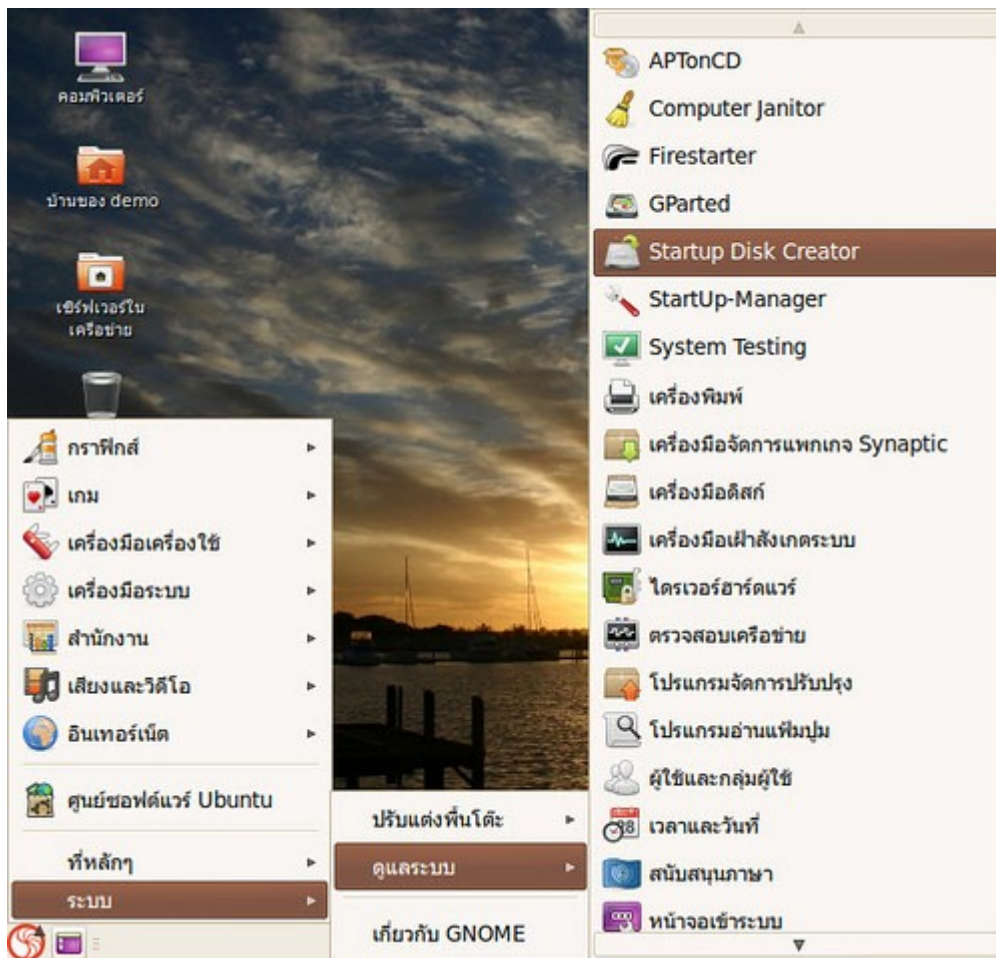 คอมพิวเตอร์
บ้านของ demo
เซิร์ฟเวอร์ใน
เครือข่าย
กราฟิกส์
เกม
เครื่องมือเครื่องใช้
เครื่องมือระบบ
สำนักงาน
เสียงและวิดีโอ
อินเทอร์เน็ต
ศูนย์ซอฟต์แวร์ Ubuntu
ที่หลักๆ
ระบบ
ปรับแต่งพื้นโต๊ะ
ดูแลระบบ
เกี่ยวกับ GNOME
APTonCD
Computer Janitor
Firestarter
GParted
Startup Disk Creator
StartUp-Manager
System Testing
เครื่องพิมพ์
เครื่องมือจัดการแพกเกจ Synaptic
เครื่องมือดิสก์
เครื่องมือเฝ้าสังเกตระบบ
ไดรเวอร์ฮาร์ดแวร์
ตรวจสอบเครือข่าย
โปรแกรมจัดการปรับปรุง
โปรแกรมอ่านแฟ้มปูม
ผู้ใช้และกลุ่มผู้ใช้
เวลาและวันที่
สนับสนุนภาษา
หน้าจอเข้าระบบ